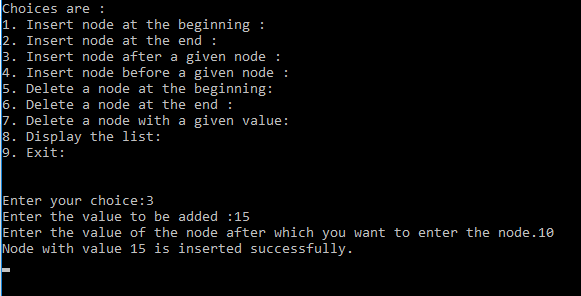 Choices are :
1. Insert node at the beginning :
2. Insert node at the end :
3. Insert node after a given node :
4. Insert node before a given node :
5. Delete a node at the beginning:
6. Delete a node at the end :
7. Delete a node with a given value:
8. Display the list:
9. Exit:
Enter your choice:3
Enter the value to be added :15
Enter the value of the node after which you want to enter the node.10
Node with value 15 is inserted successfully.